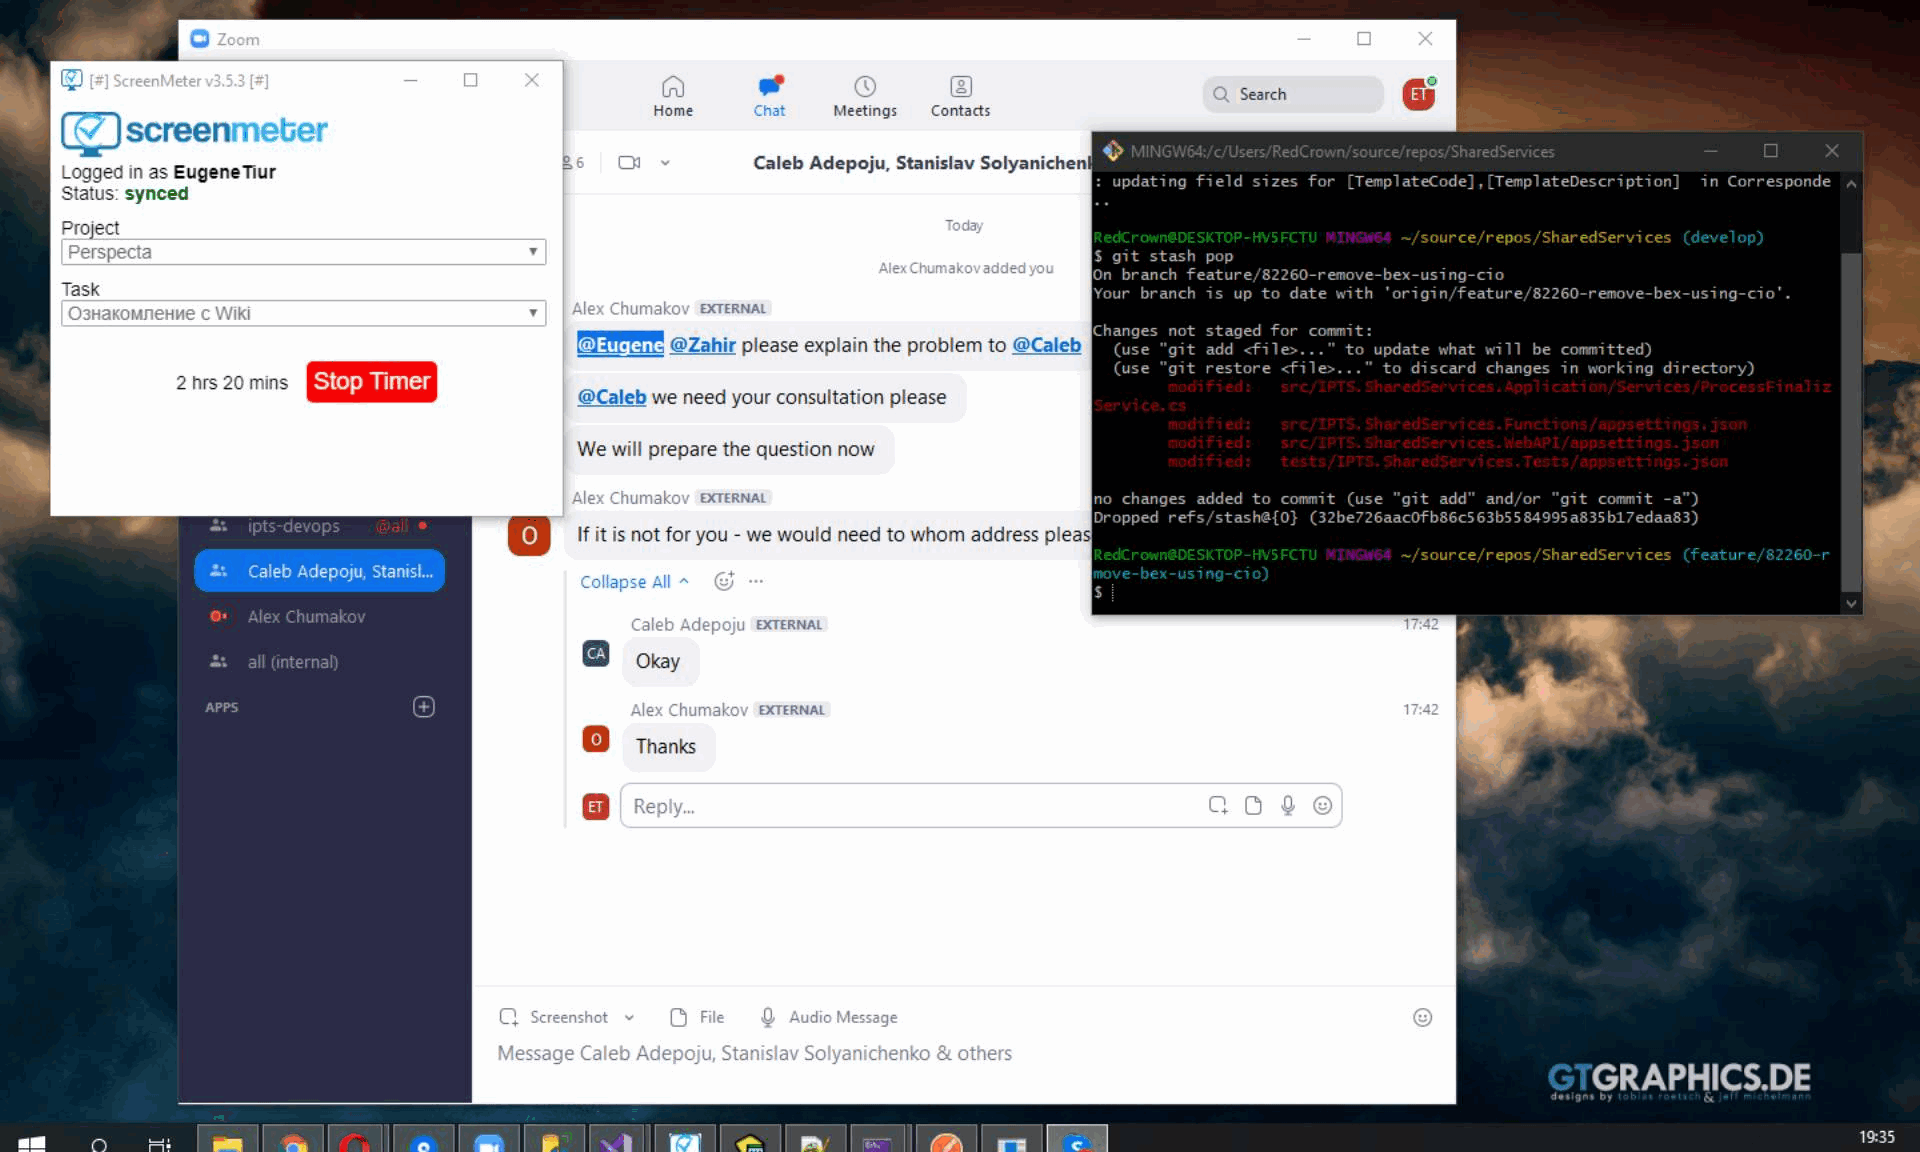 Zoom
[#] ScreenMeter v3.5.3 [#]
screenmeter
Logged in as EugeneTiur
Status: synced
Project
Perspecta
Task
Ознакомление с Wiki
2 hrs 20 mins
Stop Timer
Home
Chat
Meetings
Contacts
Search
ET
6
Caleb Adepoju, Stanislav Solyanichenk
Today
Alex Chumakov added you
Alex Chumakov EXTERNAL
@Eugene @Zahir please explain the problem to @Caleb
@Caleb we need your consultation please
We will prepare the question now
Alex Chumakov EXTERNAL
O
If it is not for you - we would need to whom address pleas
Collapse All
Caleb Adepoju EXTERNAL
17:42
CA
Okay
Alex Chumakov EXTERNAL
17:42
O
Thanks
ET
Reply...
Screenshot
File
Audio Message
Message Caleb Adepoju, Stanislav Solyanichenko & others
ipts-devops @all
Caleb Adepoju, Stanisl...
Alex Chumakov
all (internal)
APPS
MINGW64:/c/Users/RedCrown/source/repos/SharedServices
: updating field sizes for [TemplateCode],[TemplateDescription]  in Corresponde
..
RedCrown@DESKTOP-HV5FCTU MINGW64 ~/source/repos/SharedServices (develop)
$ git stash pop
On branch feature/82260-remove-bex-using-cio
Your branch is up to date with 'origin/feature/82260-remove-bex-using-cio'.
Changes not staged for commit:
(use "git add <file>..." to update what will be committed)
(use "git restore <file>..." to discard changes in working directory)
modified:   src/IPTS.SharedServices.Application/Services/ProcessFinaliz
Service.cs
modified:   src/IPTS.SharedServices.Functions/appsettings.json
modified:   src/IPTS.SharedServices.WebAPI/appsettings.json
modified:   tests/IPTS.SharedServices.Tests/appsettings.json
no changes added to commit (use "git add" and/or "git commit -a")
Dropped refs/stash@{0} (32be726aac0fb86c563b5584995a835b17edaa83)
RedCrown@DESKTOP-HV5FCTU MINGW64 ~/source/repos/SharedServices (feature/82260-r
move-bex-using-cio)
$
GTGRAPHICS.DE
designs by tobias roetsch & jeff michelmann
19:35